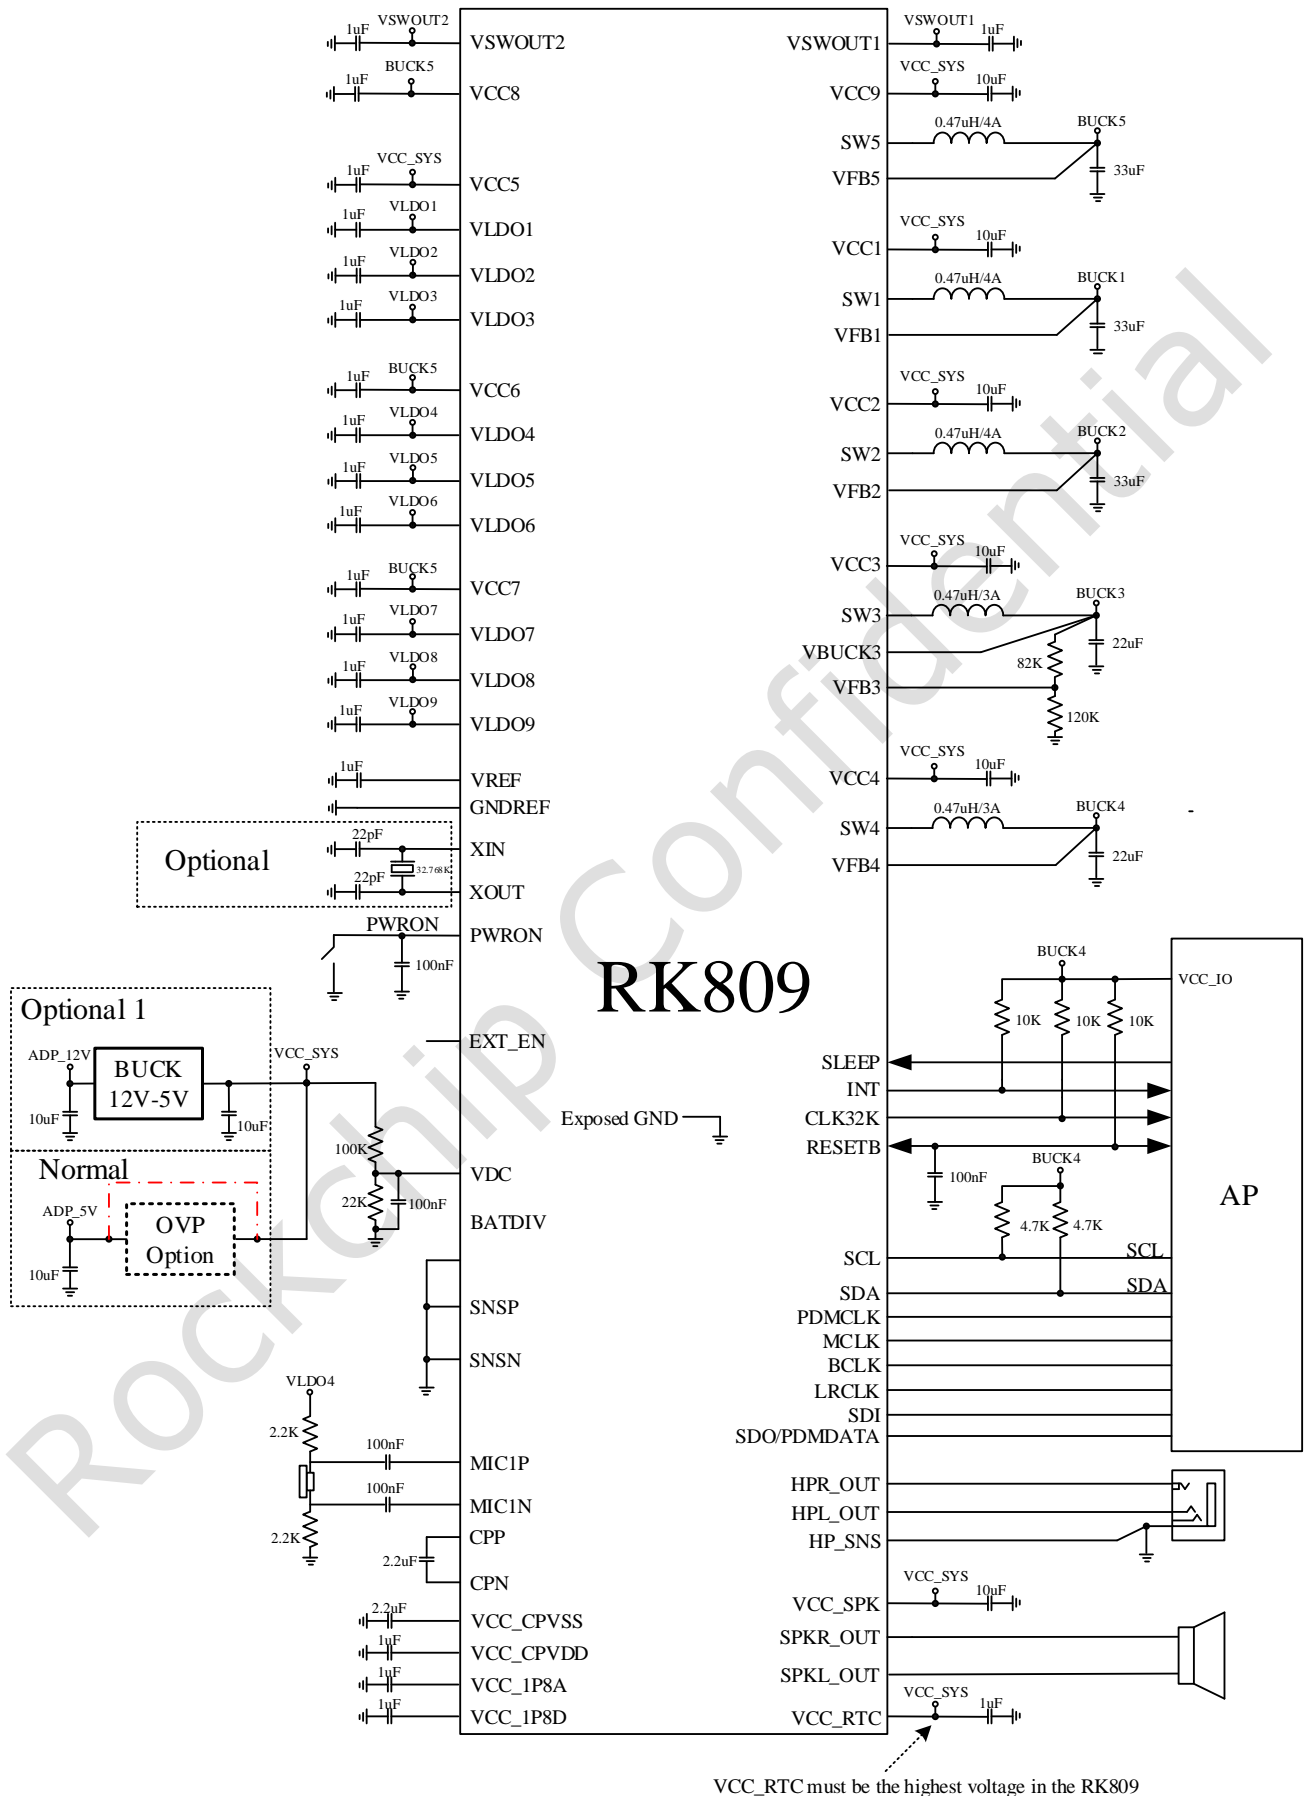 VSWOUT2
1uF
VSWOUT2
BUCK5
1uF
VCC8
VCC_SYS
1uF
VCC5
VLDO1
1uF
VLDO1
VLDO2
1uF
VLDO2
VLDO3
1uF
VLDO3
BUCK5
1uF
VCC6
VLDO4
1uF
VLDO4
VLDO5
1uF
VLDO5
VLDO6
1uF
VLDO6
BUCK5
1uF
VCC7
VLDO7
1uF
VLDO7
VLDO8
1uF
VLDO8
VLDO9
1uF
VLDO9
1uF
VREF
GNDREF
Optional
22pF
XIN
32.768K
22pF
XOUT
PWRON
PWRON
100nF
EXT_EN
Optional 1
ADP_12V
BUCK
12V-5V
VCC_SYS
10uF
10uF
Normal
ADP_5V
OVP
Option
10uF
100K
VDC
22K
100nF
BATDIV
SNSP
SNSN
VLDO4
2.2K
100nF
MIC1P
100nF
MIC1N
2.2K
CPP
2.2uF
CPN
2.2uF
VCC_CPVSS
1uF
VCC_CPVDD
1uF
VCC_1P8A
1uF
VCC_1P8D
RK809
Exposed GND
VSWOUT1
VSWOUT1
1uF
VCC_SYS
VCC9
10uF
0.47uH/4A
BUCK5
SW5
VFB5
33uF
VCC_SYS
VCC1
10uF
0.47uH/4A
BUCK1
SW1
VFB1
33uF
VCC_SYS
VCC2
10uF
0.47uH/4A
BUCK2
SW2
VFB2
33uF
VCC_SYS
VCC3
10uF
0.47uH/3A
BUCK3
SW3
VBUCK3
22uF
82K
VFB3
120K
VCC_SYS
VCC4
10uF
0.47uH/3A
BUCK4
SW4
VFB4
22uF
-
BUCK4
VCC_IO
10K
10K
10K
SLEEP
INT
CLK32K
RESETB
100nF
BUCK4
AP
4.7K
4.7K
SCL
SCL
SDA
SDA
PDMCLK
MCLK
BCLK
LRCLK
SDI
SDO/PDMDATA
HPR_OUT
HPL_OUT
HP_SNS
VCC_SYS
VCC_SPK
10uF
SPKR_OUT
SPKL_OUT
VCC_SYS
VCC_RTC
1uF
VCC_RTC must be the highest voltage in the RK809
Rockchip Confidential